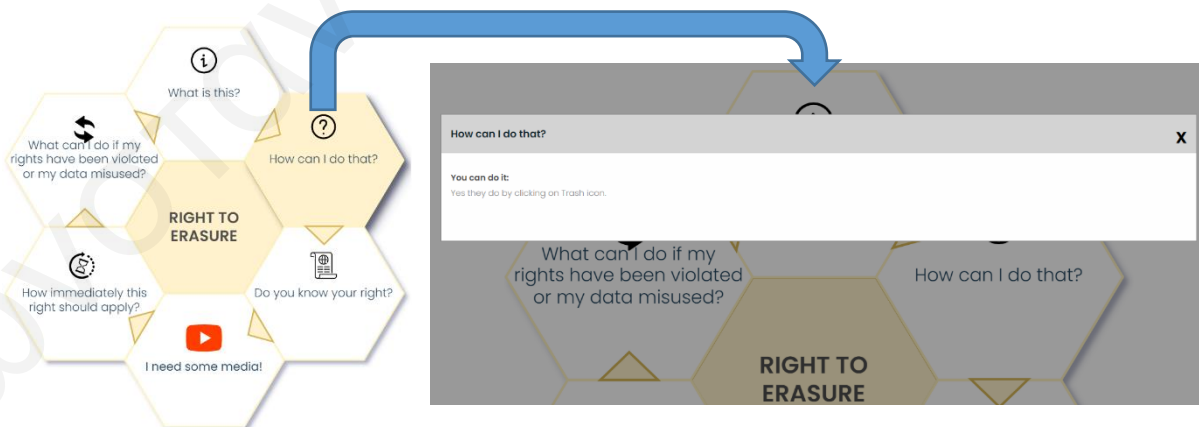 What is this?
How can I do that?
What can I do if my
rights have been violated
or my data misused?
RIGHT TO
ERASURE
How immediately this
right should apply?
Do you know your right?
I need some media!
How can I do that?
X
You can do it:
Yes they do by clicking on Trash icon.
What can I do if my
rights have been violated
or my data misused?
How can I do that?
RIGHT TO
ERASURE